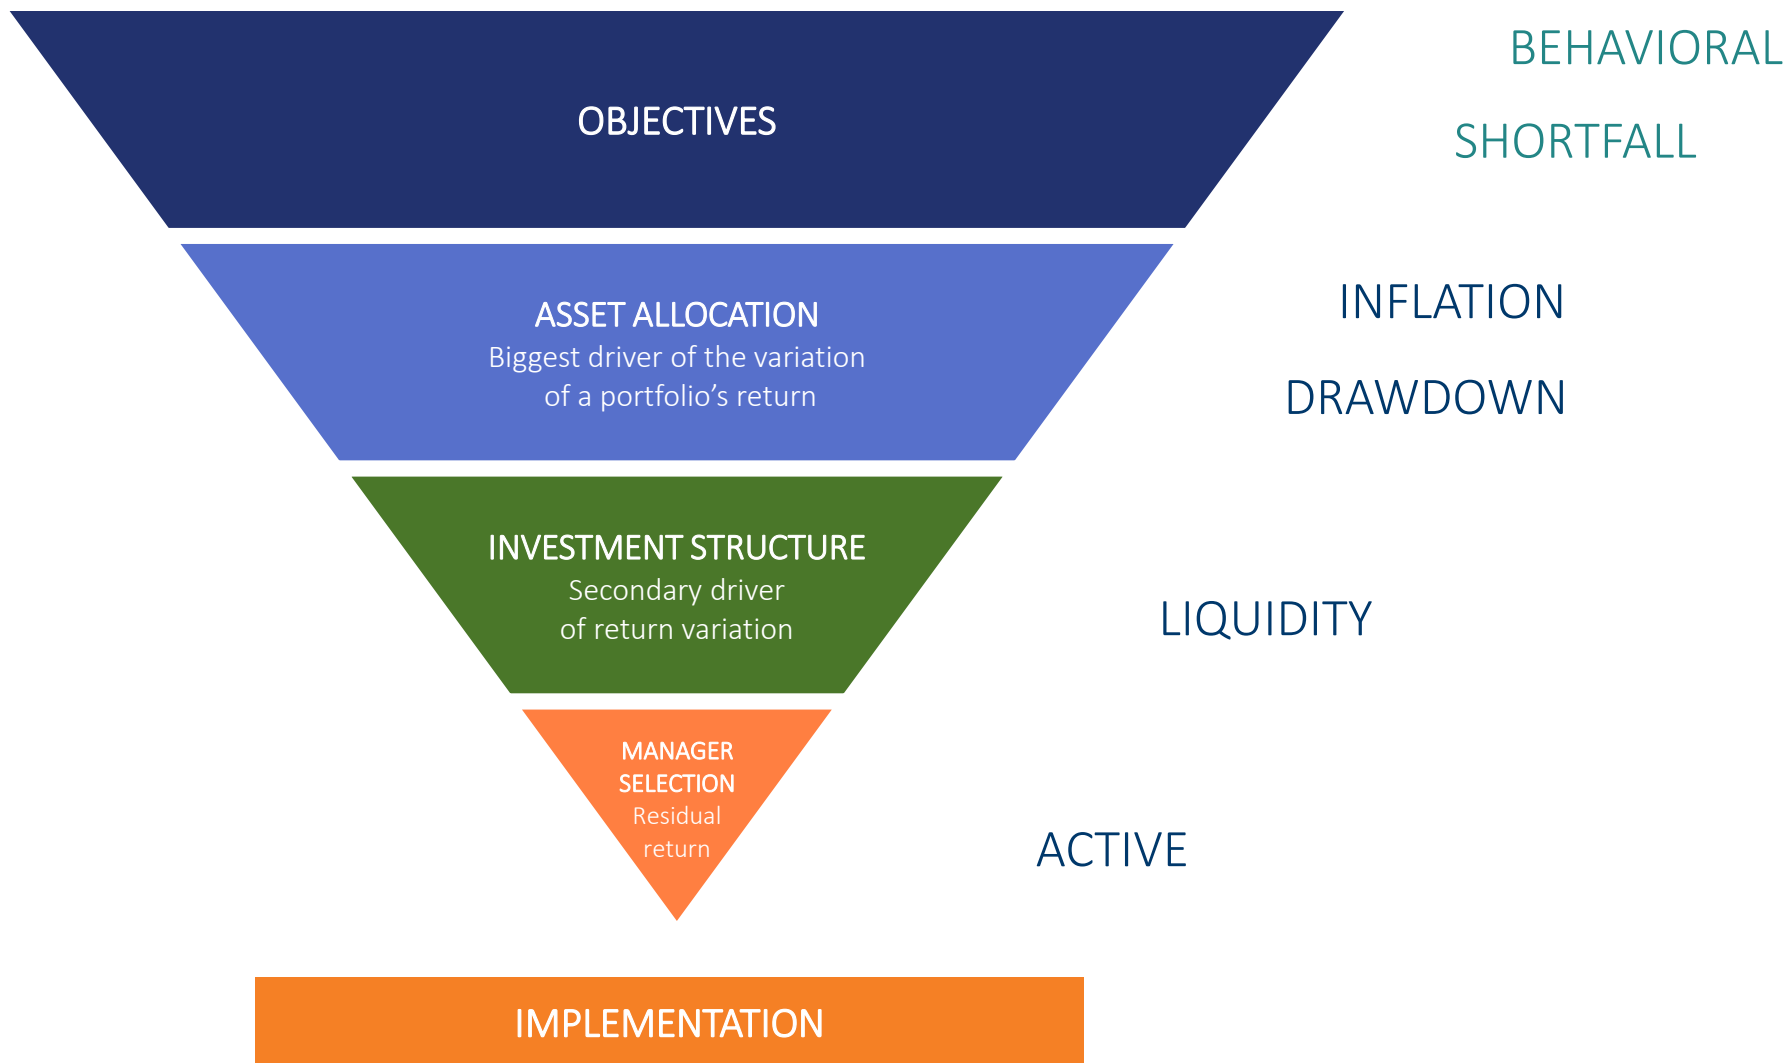 BEHAVIORAL
OBJECTIVES
SHORTFALL
ASSET ALLOCATION
Biggest driver of the variation
of a portfolio’s return
INFLATION
DRAWDOWN
INVESTMENT STRUCTURE
Secondary driver
of return variation
LIQUIDITY
MANAGER
SELECTION
Residual
return
ACTIVE
IMPLEMENTATION